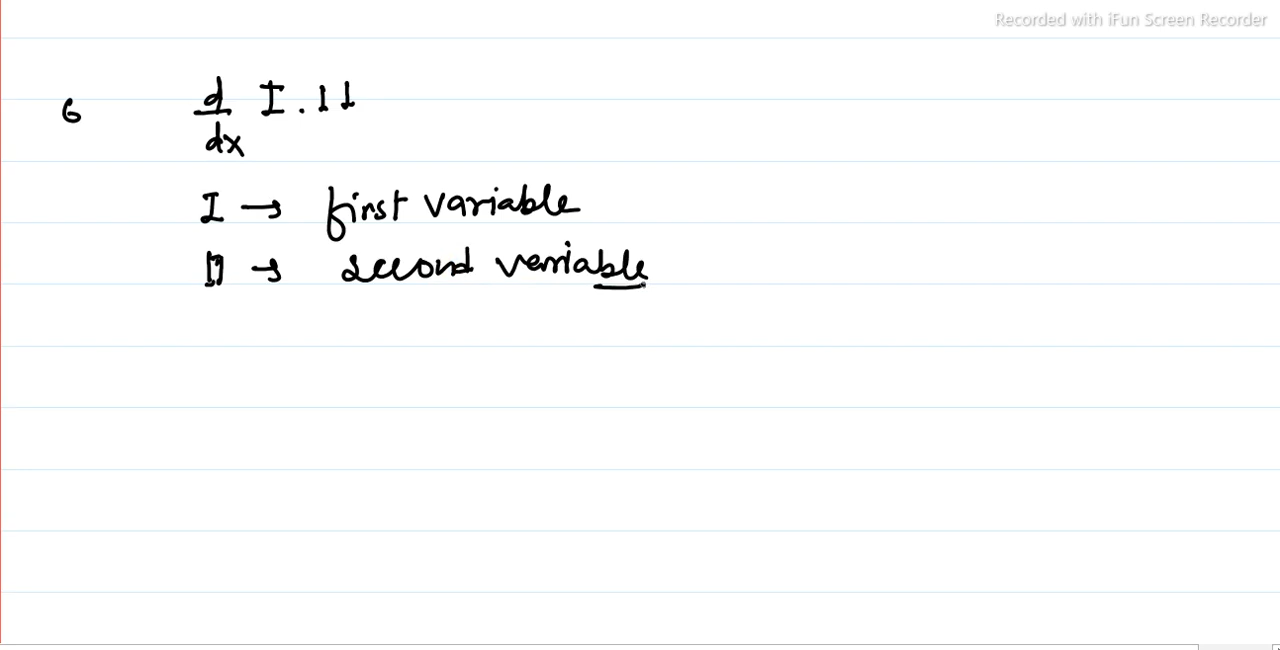 Recorded with iFun Screen Recorder
6 d/dx I . II
I → first variable
II → second variable